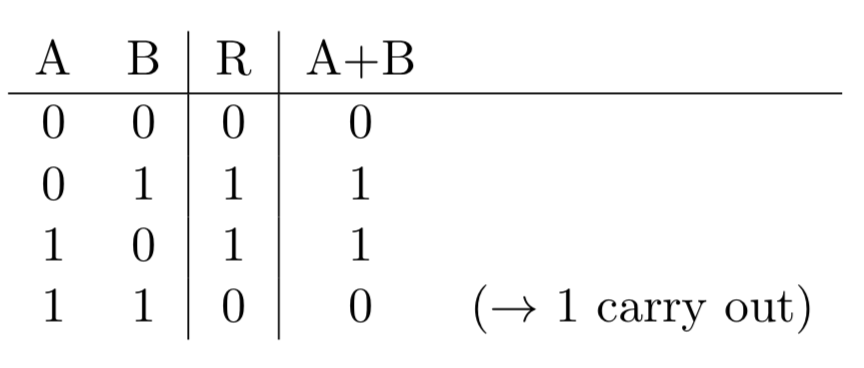 A B R A+B
0 0 0 0
0 1 1 1
1 0 1 1
1 1 0 0 (→ 1 carry out)